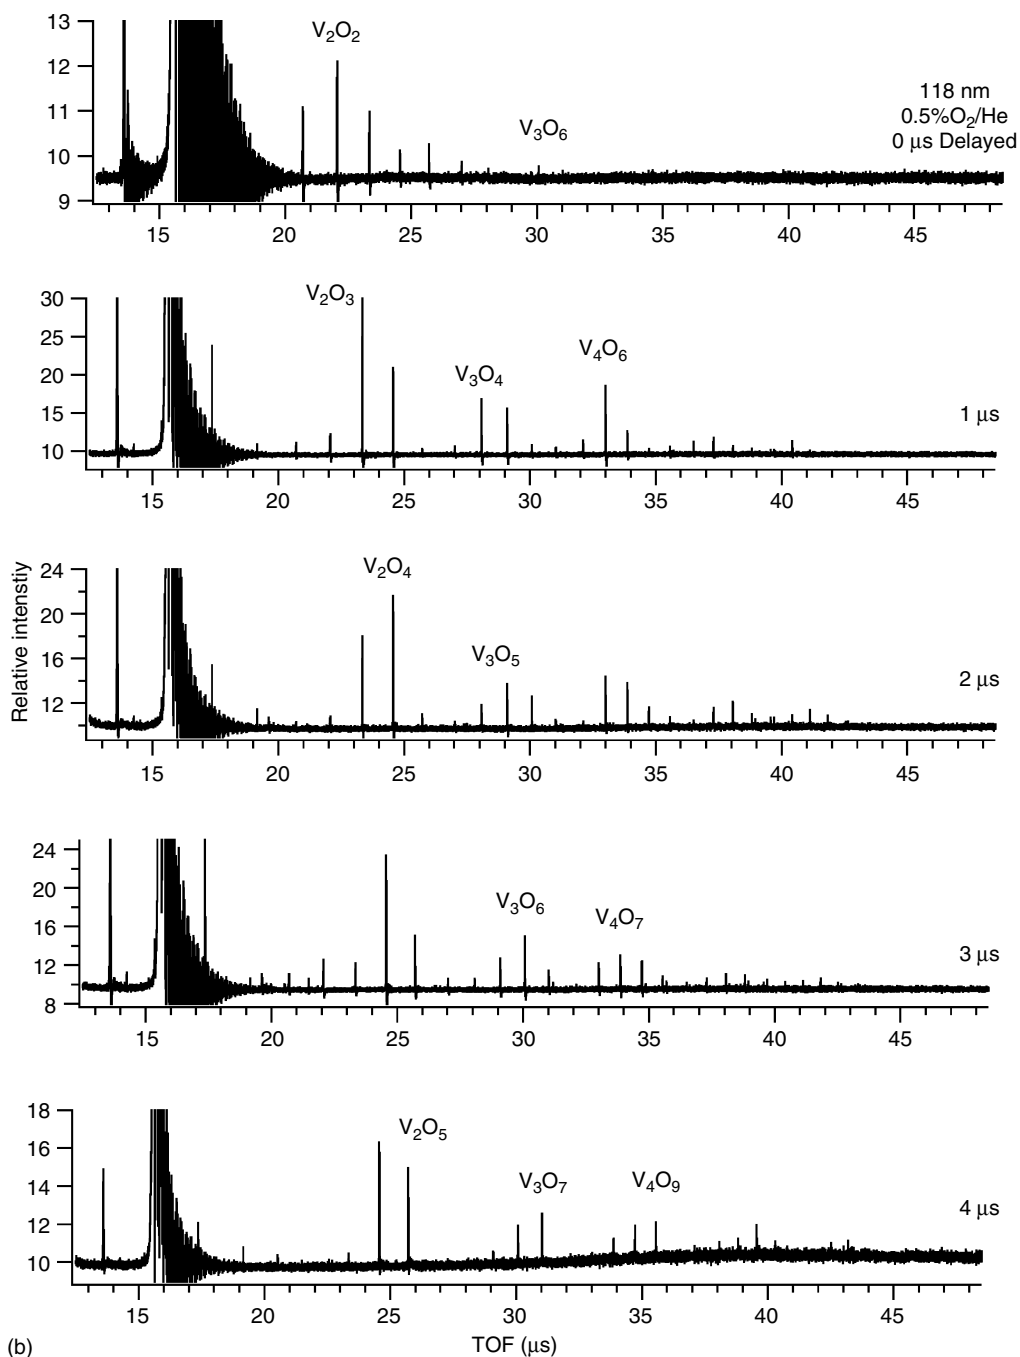 13
V₂O₂
12
118 nm
11
0.5%O₂/He
V₃O₆
0 μs Delayed
10
9
15 20 25 30 35 40 45
30
V₂O₃
25
V₄O₆
20
V₃O₄
15
1 μs
10
15 20 25 30 35 40 45
Relative intenstiy
24
V₂O₄
20
16
V₃O₅
2 μs
12
15 20 25 30 35 40 45
24
20
V₃O₆
V₄O₇
16
3 μs
12
8
15 20 25 30 35 40 45
18
V₂O₅
16
V₃O₇
V₄O₉
14
4 μs
12
10
15 20 25 30 35 40 45
(b)
TOF (μs)